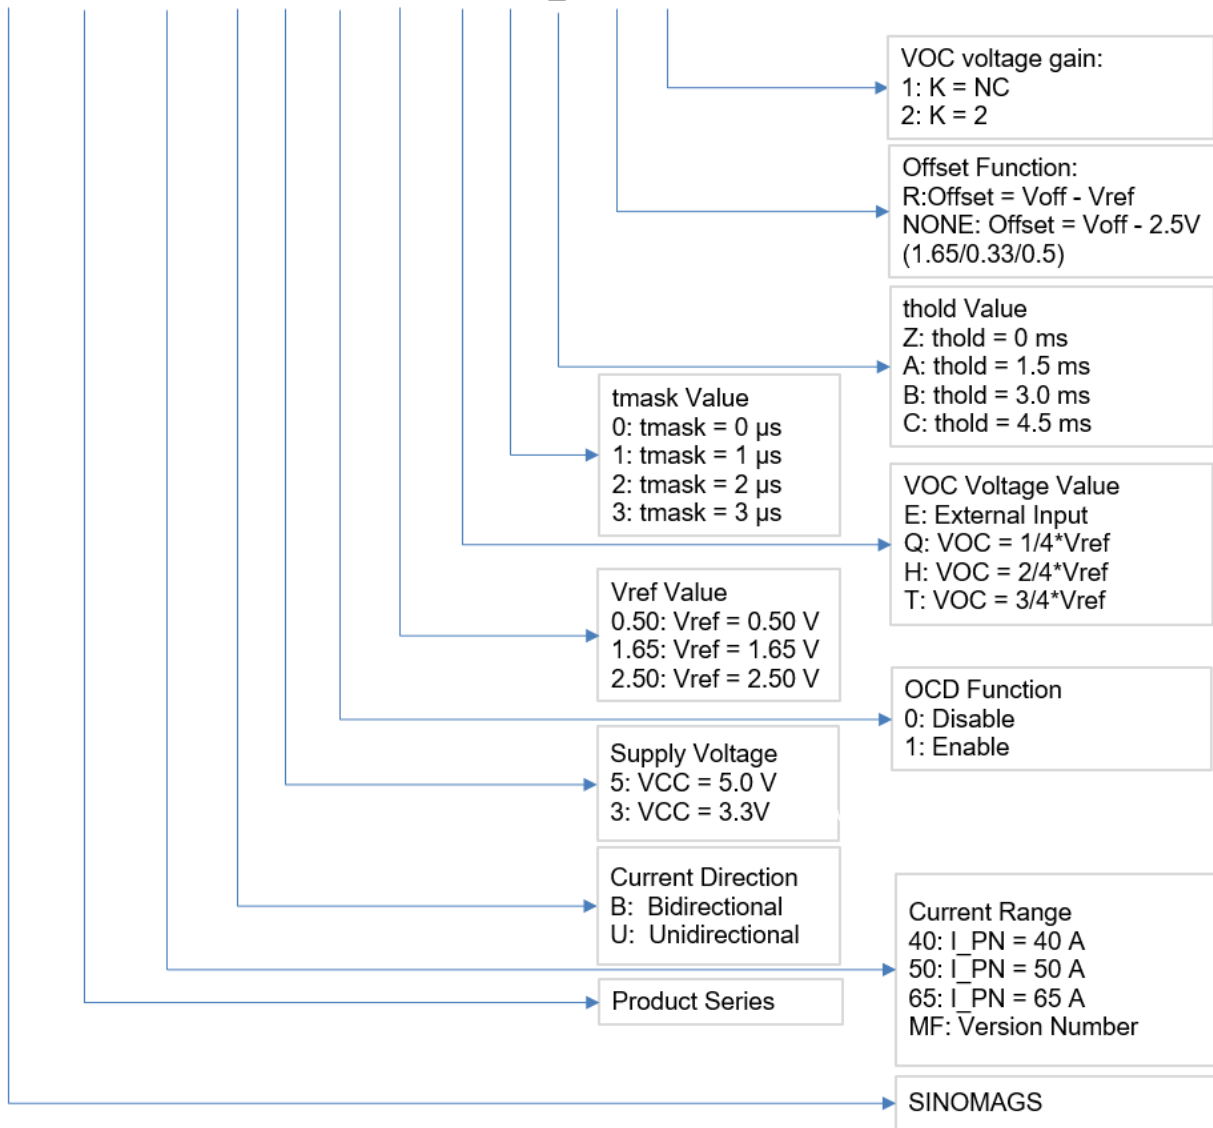 VOC voltage gain:
1: K = NC
2: K = 2
Offset Function:
R:Offset = Voff - Vref
NONE: Offset = Voff - 2.5V
(1.65/0.33/0.5)
thold Value
Z: thold = 0 ms
A: thold = 1.5 ms
B: thold = 3.0 ms
C: thold = 4.5 ms
tmask Value
0: tmask = 0 µs
1: tmask = 1 µs
2: tmask = 2 µs
3: tmask = 3 µs
VOC Voltage Value
E: External Input
Q: VOC = 1/4*Vref
H: VOC = 2/4*Vref
T: VOC = 3/4*Vref
Vref Value
0.50: Vref = 0.50 V
1.65: Vref = 1.65 V
2.50: Vref = 2.50 V
OCD Function
0: Disable
1: Enable
Supply Voltage
5: VCC = 5.0 V
3: VCC = 3.3V
Current Direction
B: Bidirectional
U: Unidirectional
Current Range
40: I_PN = 40 A
50: I_PN = 50 A
65: I_PN = 65 A
MF: Version Number
Product Series
SINOMAGS